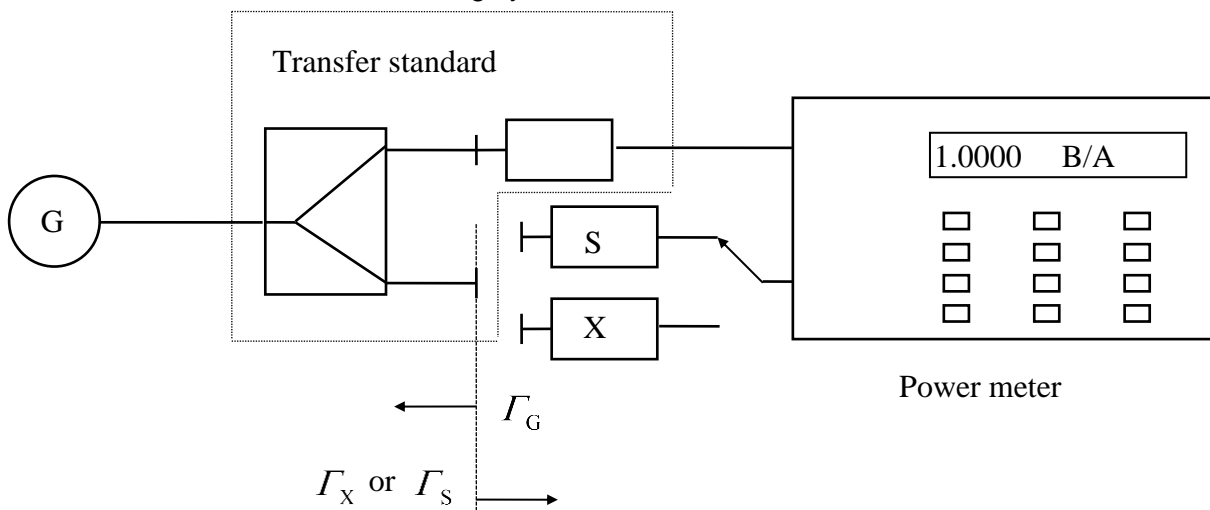 Transfer standard
1.0000 B/A
G
S
X
Power meter
Γ_G
Γ_X or Γ_S